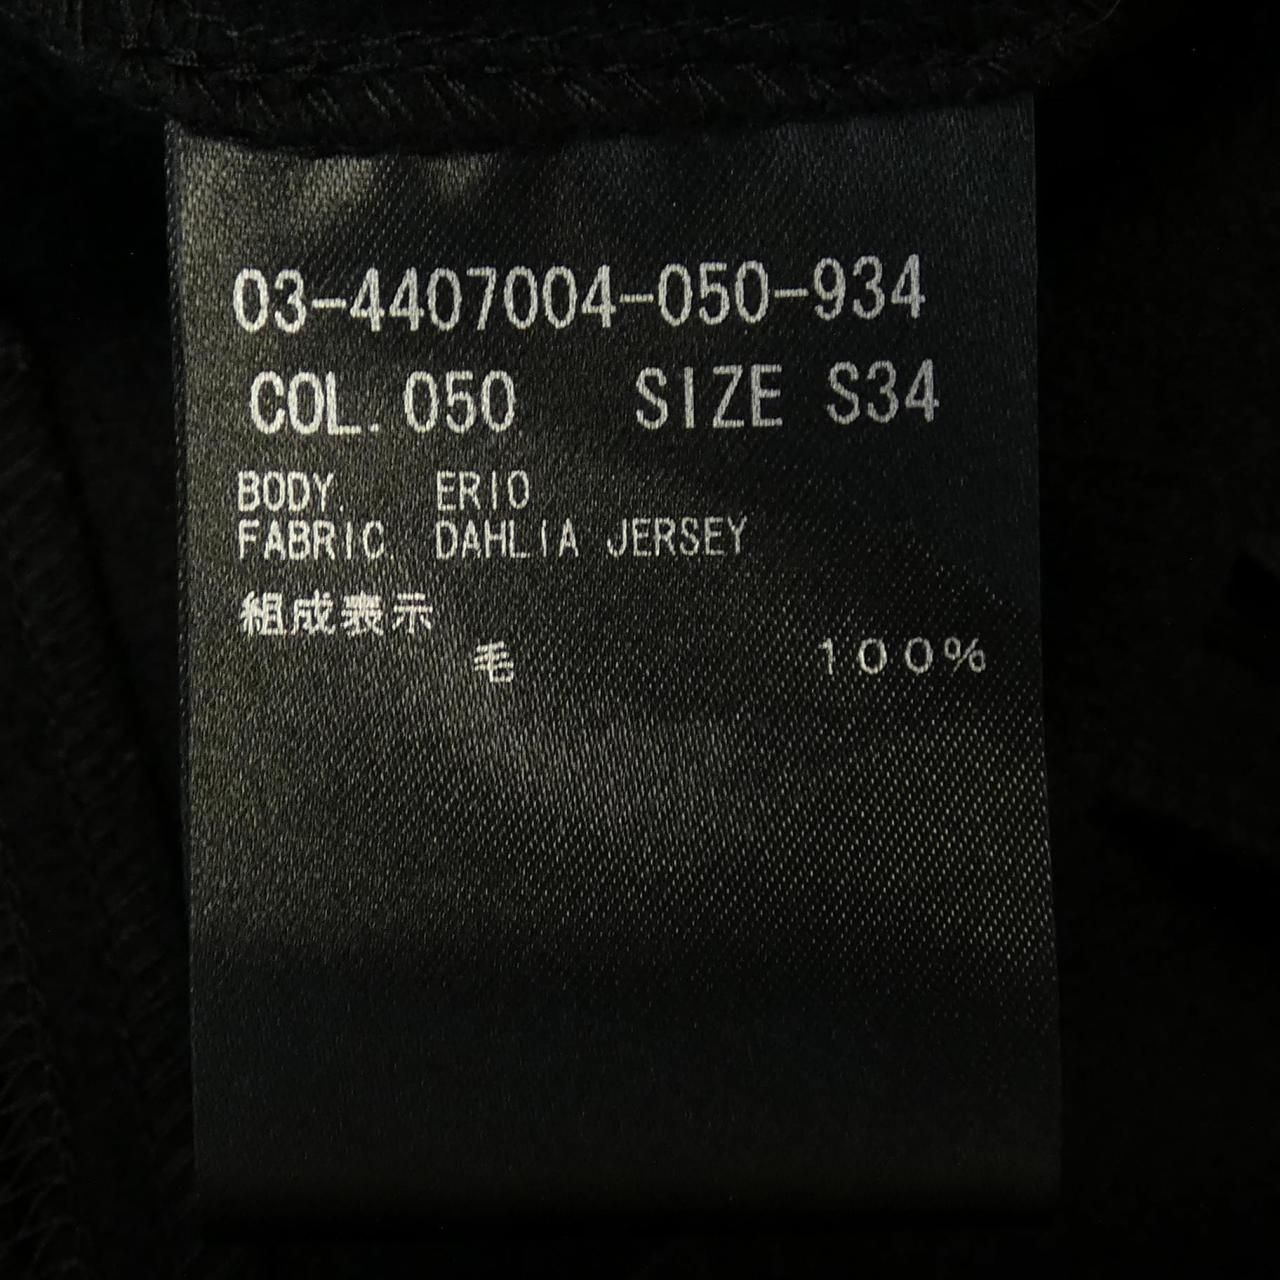 03-4407004-050-934
COL. 050 SIZE S34
BODY. ERIO
FABRIC. DAHLIA JERSEY
組成表示
毛 100%